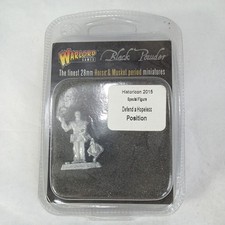 WARLORD
GAMES
Black Powder
The finest 28mm Horse & Musket period miniatures
Historicon 2015
Special Figure
Defend a Hopeless
Position